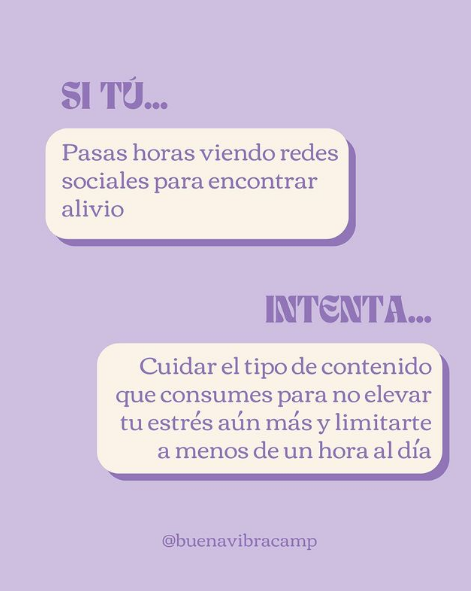 SI TÚ...
Pasas horas viendo redes
sociales para encontrar
alivio
INTENTA...
Cuidar el tipo de contenido
que consumes para no elevar
tu estrés aún más y limitarte
a menos de un hora al día
@buenavibracamp